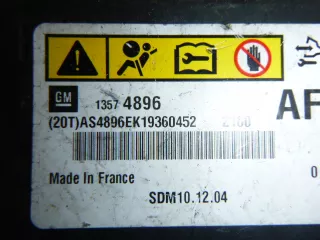 GM 1357 4896 AF
(20T)AS4896EK19360452
Made In France
SDM10.12.04